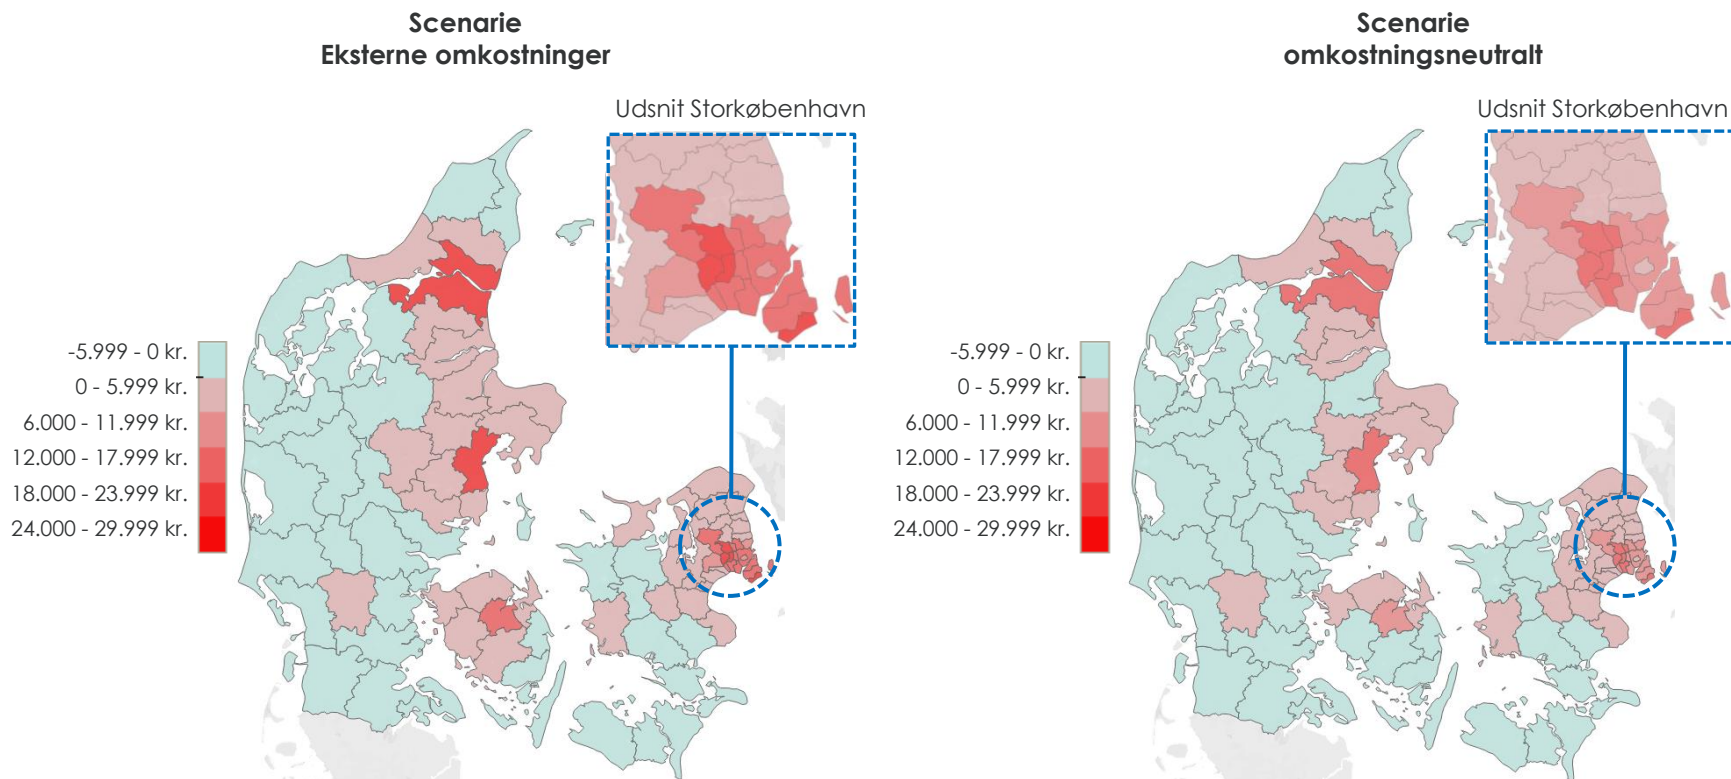 Scenarie
Eksterne omkostninger
Udsnit Storkøbenhavn
-5.999 - 0 kr.
0 - 5.999 kr.
6.000 - 11.999 kr.
12.000 - 17.999 kr.
18.000 - 23.999 kr.
24.000 - 29.999 kr.
Scenarie
omkostningsneutralt
Udsnit Storkøbenhavn
-5.999 - 0 kr.
0 - 5.999 kr.
6.000 - 11.999 kr.
12.000 - 17.999 kr.
18.000 - 23.999 kr.
24.000 - 29.999 kr.